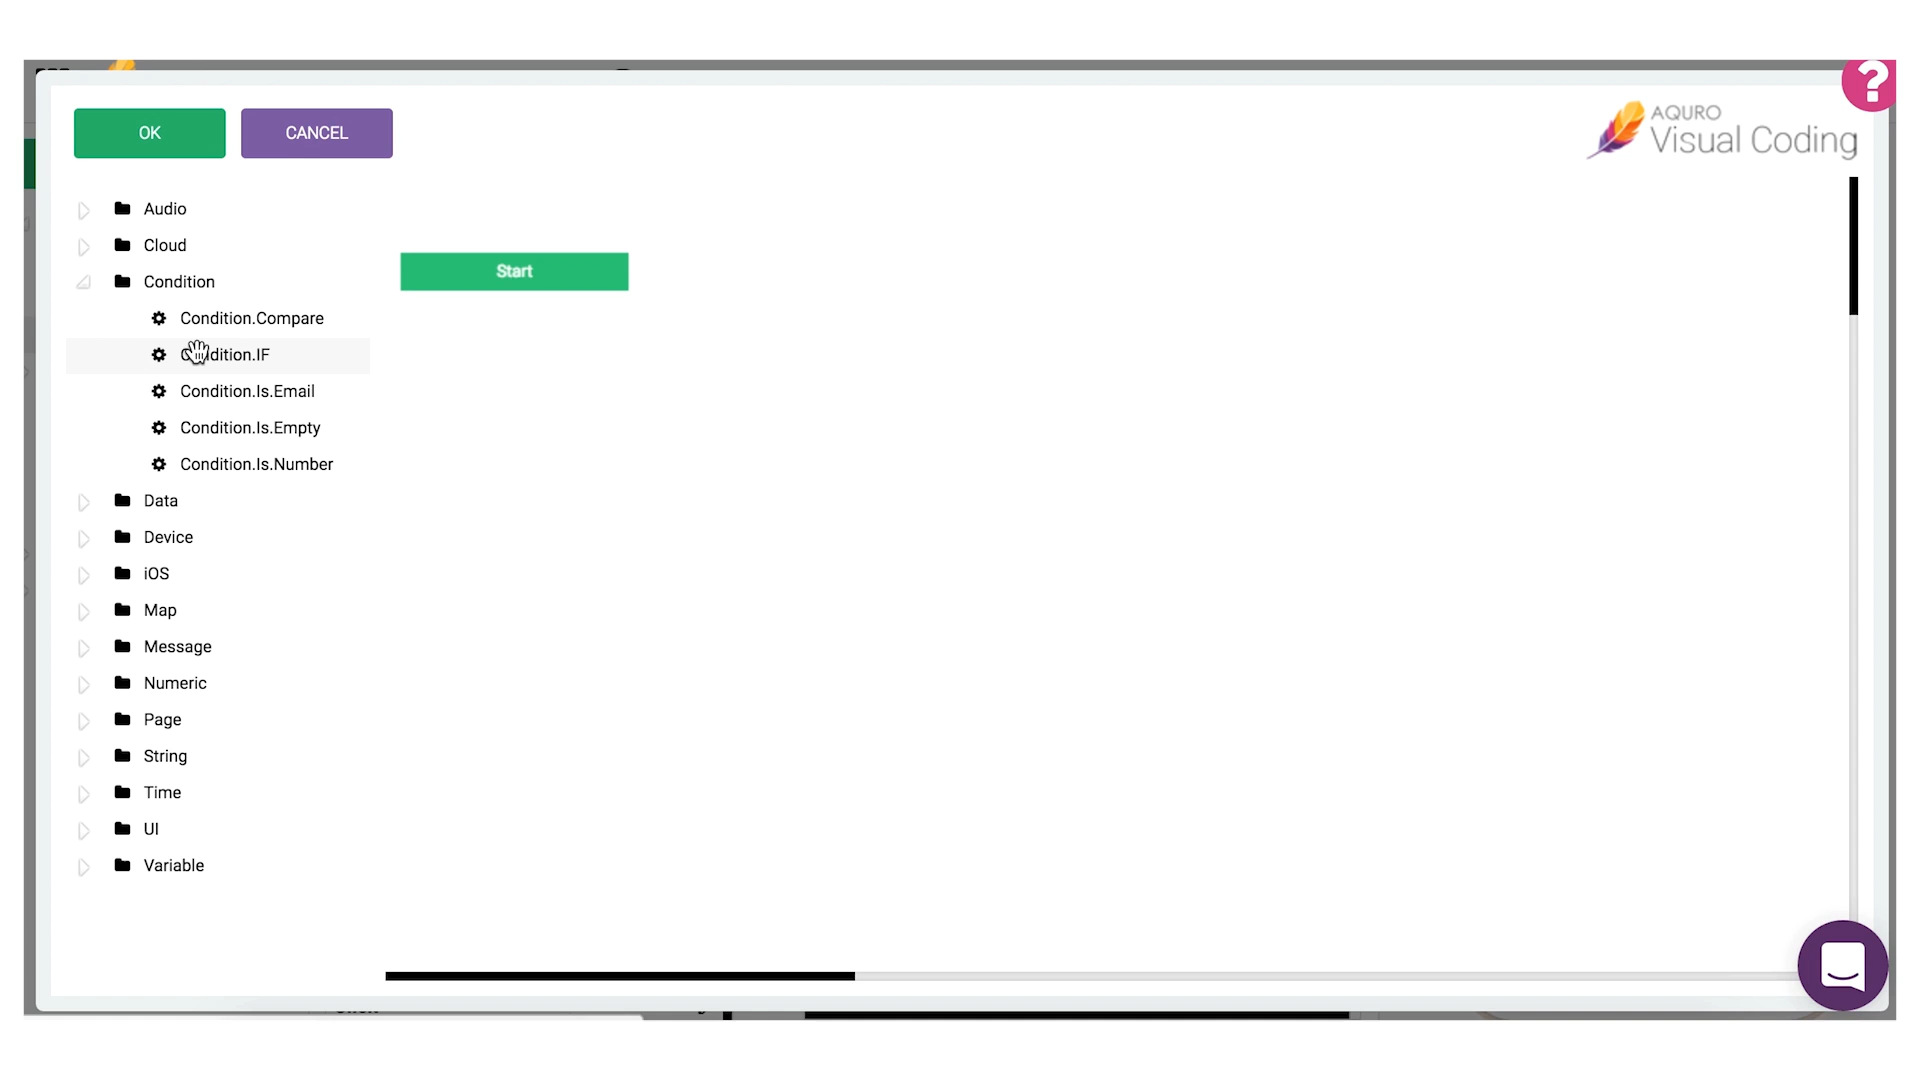 OK
CANCEL
AQURO
Visual Coding
?
Audio
Cloud
Condition
Start
Condition.Compare
Condition.IF
Condition.Is.Email
Condition.Is.Empty
Condition.Is.Number
Data
Device
iOS
Map
Message
Numeric
Page
String
Time
UI
Variable